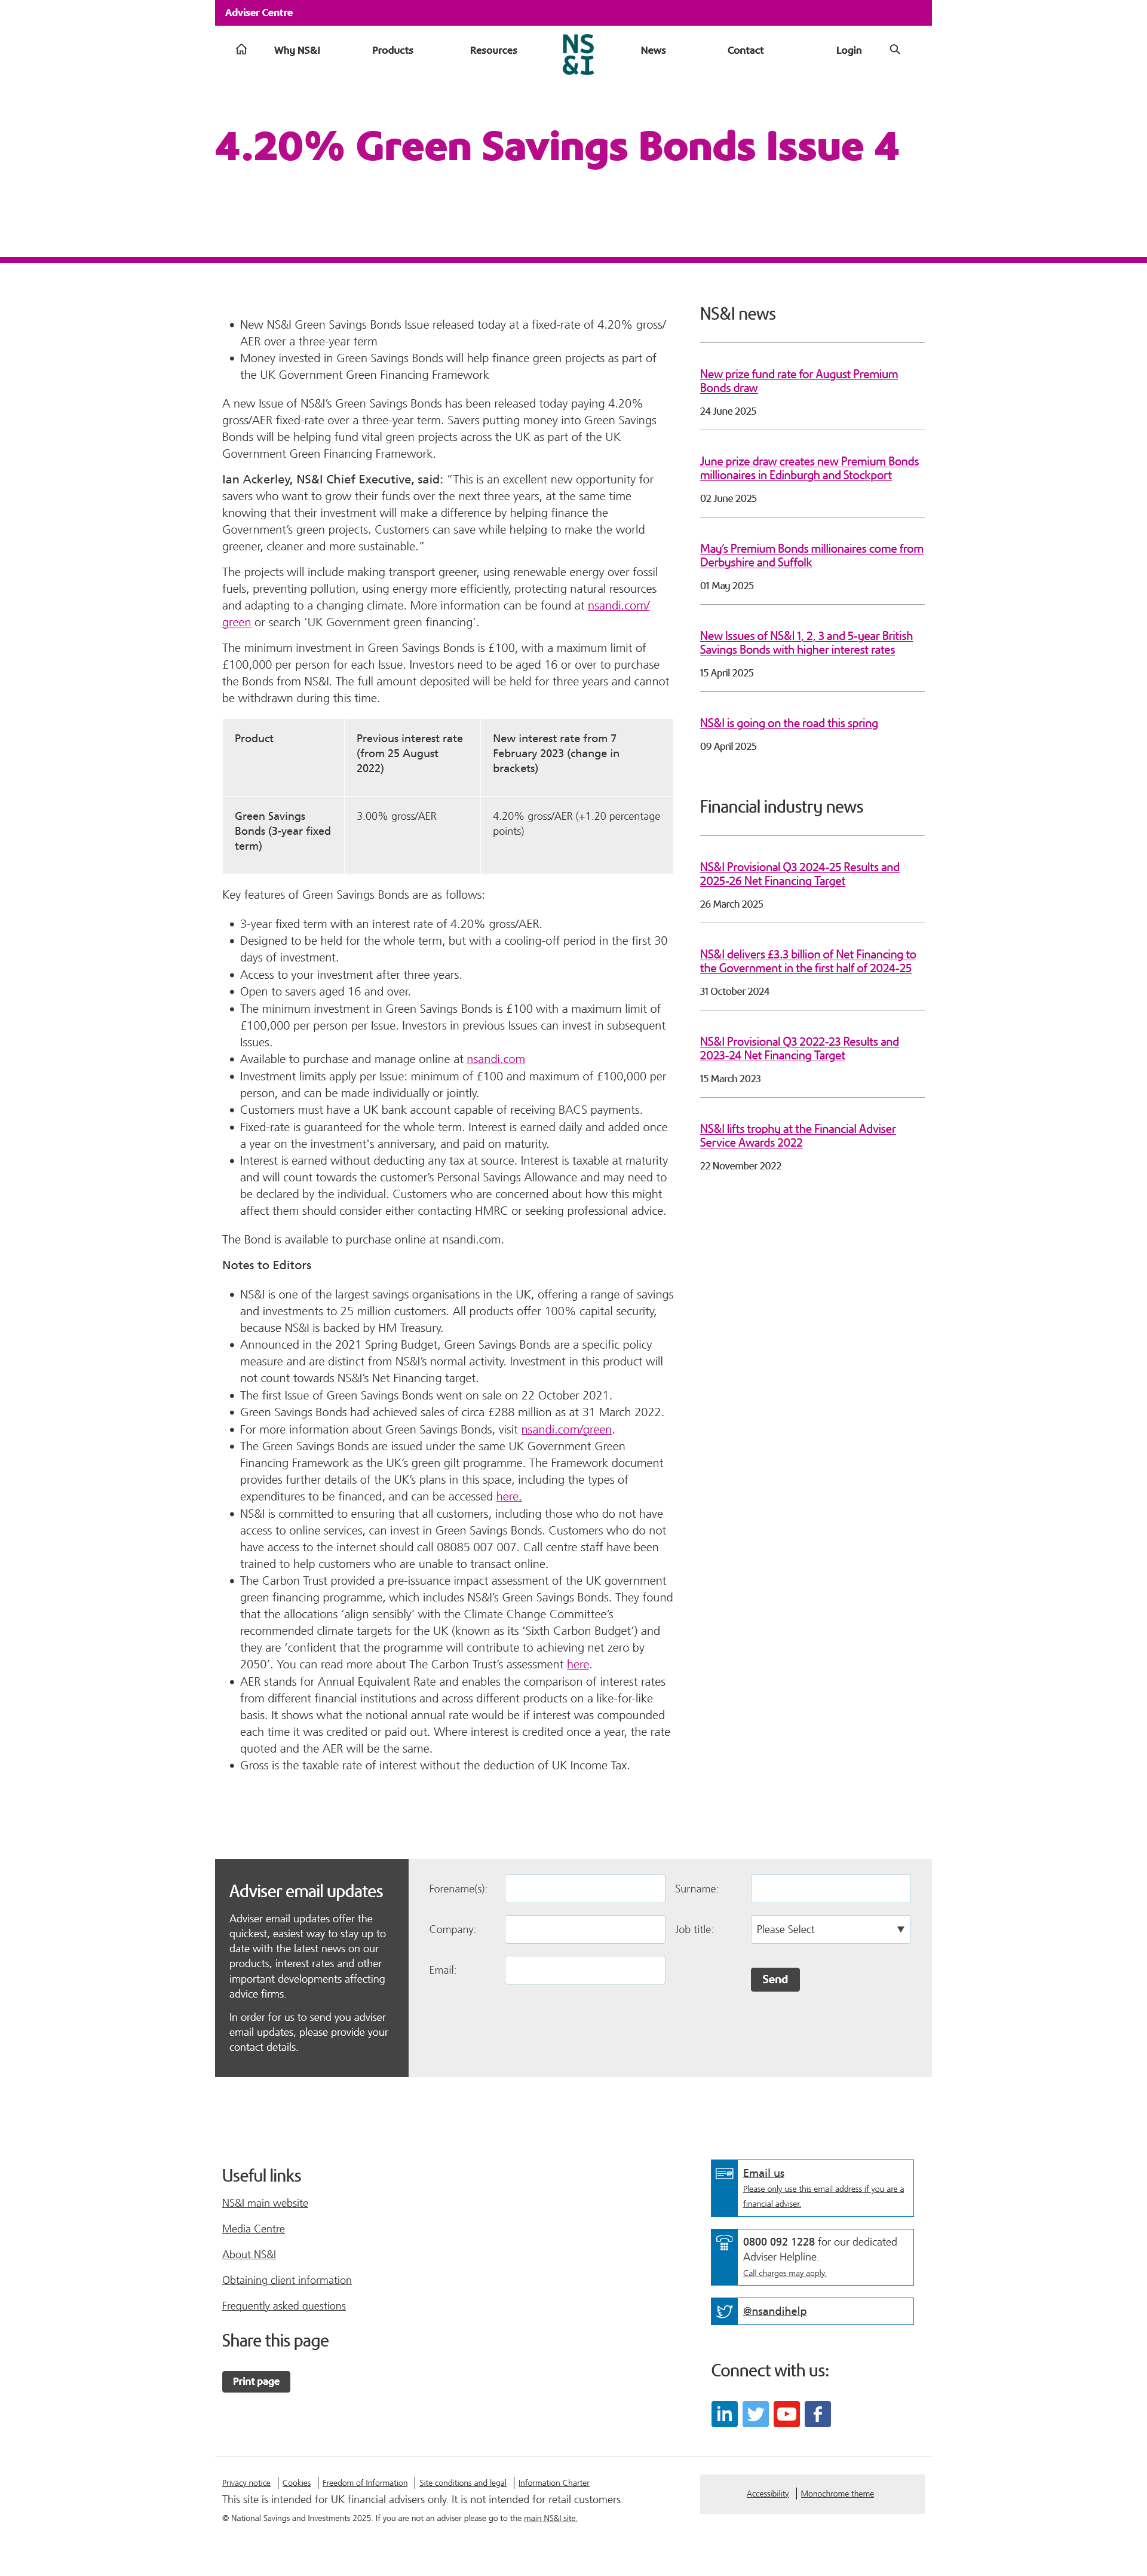 Adviser Centre
Why NS&I
Products
Resources
NS
&I
News
Contact
Login
4.20% Green Savings Bonds Issue 4
New NS&I Green Savings Bonds Issue released today at a fixed-rate of 4.20% gross/
AER over a three-year term
Money invested in Green Savings Bonds will help finance green projects as part of
the UK Government Green Financing Framework
A new Issue of NS&I’s Green Savings Bonds has been released today paying 4.20%
gross/AER fixed-rate over a three-year term. Savers putting money into Green Savings
Bonds will be helping fund vital green projects across the UK as part of the UK
Government Green Financing Framework.
Ian Ackerley, NS&I Chief Executive, said: “This is an excellent new opportunity for
savers who want to grow their funds over the next three years, at the same time
knowing that their investment will make a difference by helping finance the
Government’s green projects. Customers can save while helping to make the world
greener, cleaner and more sustainable.”
The projects will include making transport greener, using renewable energy over fossil
fuels, preventing pollution, using energy more efficiently, protecting natural resources
and adapting to a changing climate. More information can be found at nsandi.com/
green or search ‘UK Government green financing’.
The minimum investment in Green Savings Bonds is £100, with a maximum limit of
£100,000 per person for each Issue. Investors need to be aged 16 or over to purchase
the Bonds from NS&I. The full amount deposited will be held for three years and cannot
be withdrawn during this time.
Product
Previous interest rate
(from 25 August
2022)
New interest rate from 7
February 2023 (change in
brackets)
Green Savings
Bonds (3-year fixed
term)
3.00% gross/AER
4.20% gross/AER (+1.20 percentage
points)
Key features of Green Savings Bonds are as follows:
3-year fixed term with an interest rate of 4.20% gross/AER.
Designed to be held for the whole term, but with a cooling-off period in the first 30
days of investment.
Access to your investment after three years.
Open to savers aged 16 and over.
The minimum investment in Green Savings Bonds is £100 with a maximum limit of
£100,000 per person per Issue. Investors in previous Issues can invest in subsequent
Issues.
Available to purchase and manage online at nsandi.com
Investment limits apply per Issue: minimum of £100 and maximum of £100,000 per
person, and can be made individually or jointly.
Customers must have a UK bank account capable of receiving BACS payments.
Fixed-rate is guaranteed for the whole term. Interest is earned daily and added once
a year on the investment's anniversary, and paid on maturity.
Interest is earned without deducting any tax at source. Interest is taxable at maturity
and will count towards the customer’s Personal Savings Allowance and may need to
be declared by the individual. Customers who are concerned about how this might
affect them should consider either contacting HMRC or seeking professional advice.
The Bond is available to purchase online at nsandi.com.
Notes to Editors
NS&I is one of the largest savings organisations in the UK, offering a range of savings
and investments to 25 million customers. All products offer 100% capital security,
because NS&I is backed by HM Treasury.
Announced in the 2021 Spring Budget, Green Savings Bonds are a specific policy
measure and are distinct from NS&I’s normal activity. Investment in this product will
not count towards NS&I’s Net Financing target.
The first Issue of Green Savings Bonds went on sale on 22 October 2021.
Green Savings Bonds had achieved sales of circa £288 million as at 31 March 2022.
For more information about Green Savings Bonds, visit nsandi.com/green.
The Green Savings Bonds are issued under the same UK Government Green
Financing Framework as the UK’s green gilt programme. The Framework document
provides further details of the UK’s plans in this space, including the types of
expenditures to be financed, and can be accessed here.
NS&I is committed to ensuring that all customers, including those who do not have
access to online services, can invest in Green Savings Bonds. Customers who do not
have access to the internet should call 08085 007 007. Call centre staff have been
trained to help customers who are unable to transact online.
The Carbon Trust provided a pre-issuance impact assessment of the UK government
green financing programme, which includes NS&I’s Green Savings Bonds. They found
that the allocations ‘align sensibly’ with the Climate Change Committee’s
recommended climate targets for the UK (known as its ‘Sixth Carbon Budget’) and
they are ‘confident that the programme will contribute to achieving net zero by
2050’. You can read more about The Carbon Trust’s assessment here.
AER stands for Annual Equivalent Rate and enables the comparison of interest rates
from different financial institutions and across different products on a like-for-like
basis. It shows what the notional annual rate would be if interest was compounded
each time it was credited or paid out. Where interest is credited once a year, the rate
quoted and the AER will be the same.
Gross is the taxable rate of interest without the deduction of UK Income Tax.
NS&I news
New prize fund rate for August Premium
Bonds draw
24 June 2025
June prize draw creates new Premium Bonds
millionaires in Edinburgh and Stockport
02 June 2025
May’s Premium Bonds millionaires come from
Derbyshire and Suffolk
01 May 2025
New Issues of NS&I 1, 2, 3 and 5-year British
Savings Bonds with higher interest rates
15 April 2025
NS&I is going on the road this spring
09 April 2025
Financial industry news
NS&I Provisional Q3 2024-25 Results and
2025-26 Net Financing Target
26 March 2025
NS&I delivers £3.3 billion of Net Financing to
the Government in the first half of 2024-25
31 October 2024
NS&I Provisional Q3 2022-23 Results and
2023-24 Net Financing Target
15 March 2023
NS&I lifts trophy at the Financial Adviser
Service Awards 2022
22 November 2022
Adviser email updates
Adviser email updates offer the
quickest, easiest way to stay up to
date with the latest news on our
products, interest rates and other
important developments affecting
advice firms.
In order for us to send you adviser
email updates, please provide your
contact details.
Forename(s):
Surname:
Company:
Job title:
Please Select
Email:
Send
Useful links
NS&I main website
Media Centre
About NS&I
Obtaining client information
Frequently asked questions
Share this page
Print page
Email us
Please only use this email address if you are a
financial adviser.
0800 092 1228 for our dedicated
Adviser Helpline.
Call charges may apply.
@nsandihelp
Connect with us:
Privacy notice
Cookies
Freedom of Information
Site conditions and legal
Information Charter
This site is intended for UK financial advisers only. It is not intended for retail customers.
© National Savings and Investments 2025. If you are not an adviser please go to the main NS&I site.
Accessibility
Monochrome theme